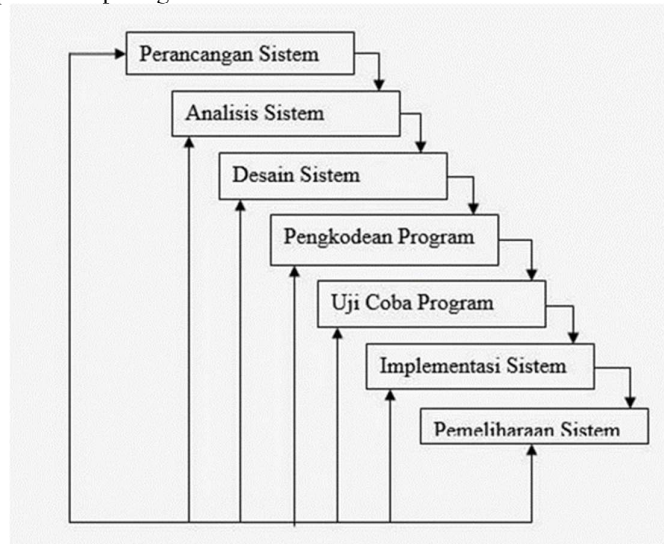 Perancangan Sistem
Analisis Sistem
Desain Sistem
Pengkodean Program
Uji Coba Program
Implementasi Sistem
Pemeliharaan Sistem